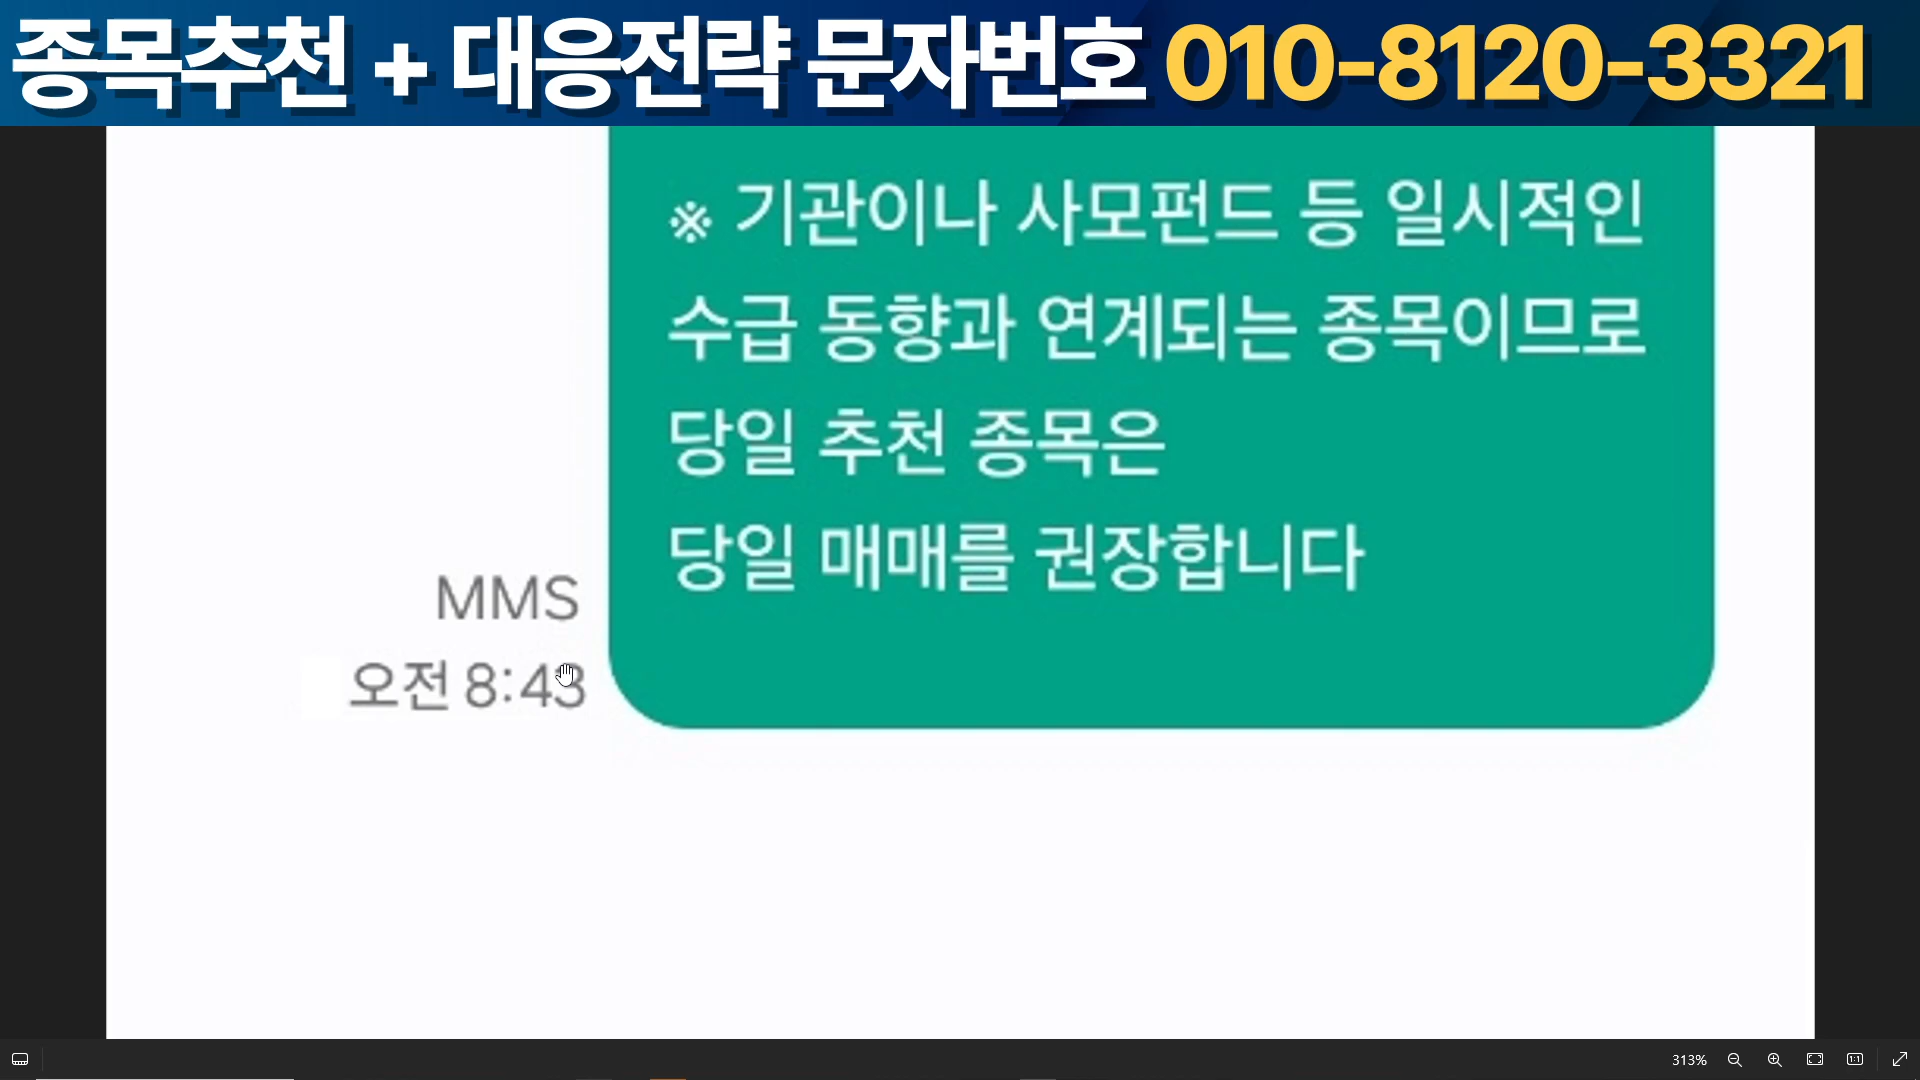 종목추천 + 대응전략 문자번호 010-8120-3321
※ 기관이나 사모펀드 등 일시적인
수급 동향과 연계되는 종목이므로
당일 추천 종목은
당일 매매를 권장합니다
MMS
오전 8:43
313%